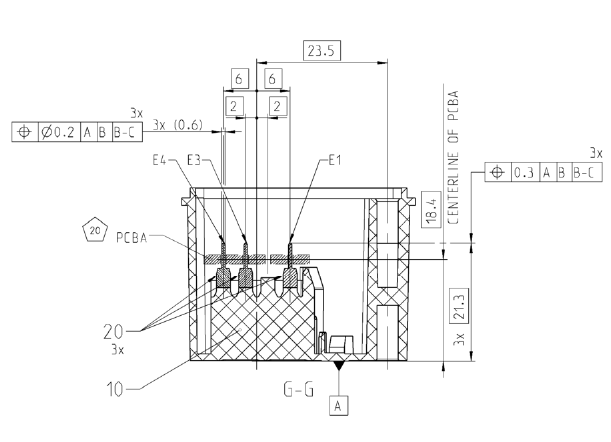 23.5
6 6
2 2
3x
⌖ Ø0.2 A B B-C 3x (0.6)
E4 E3 E1
3x
⌖ 0.3 A B B-C
CENTERLINE OF PCBA
18.4
20 PCBA
3x 21.3
20
3x
10
G-G
A